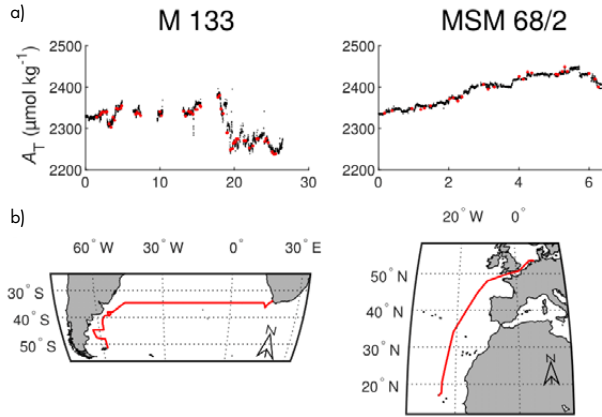 a)
M 133
MSM 68/2
A_T (μmol kg⁻¹)
2500
2400
2300
2200
0
10
20
30
2500
2400
2300
2200
0
2
4
6
b)
60° W
30° W
0°
30° E
30° S
40° S
50° S
N
20° W
0°
50° N
40° N
30° N
20° N
N